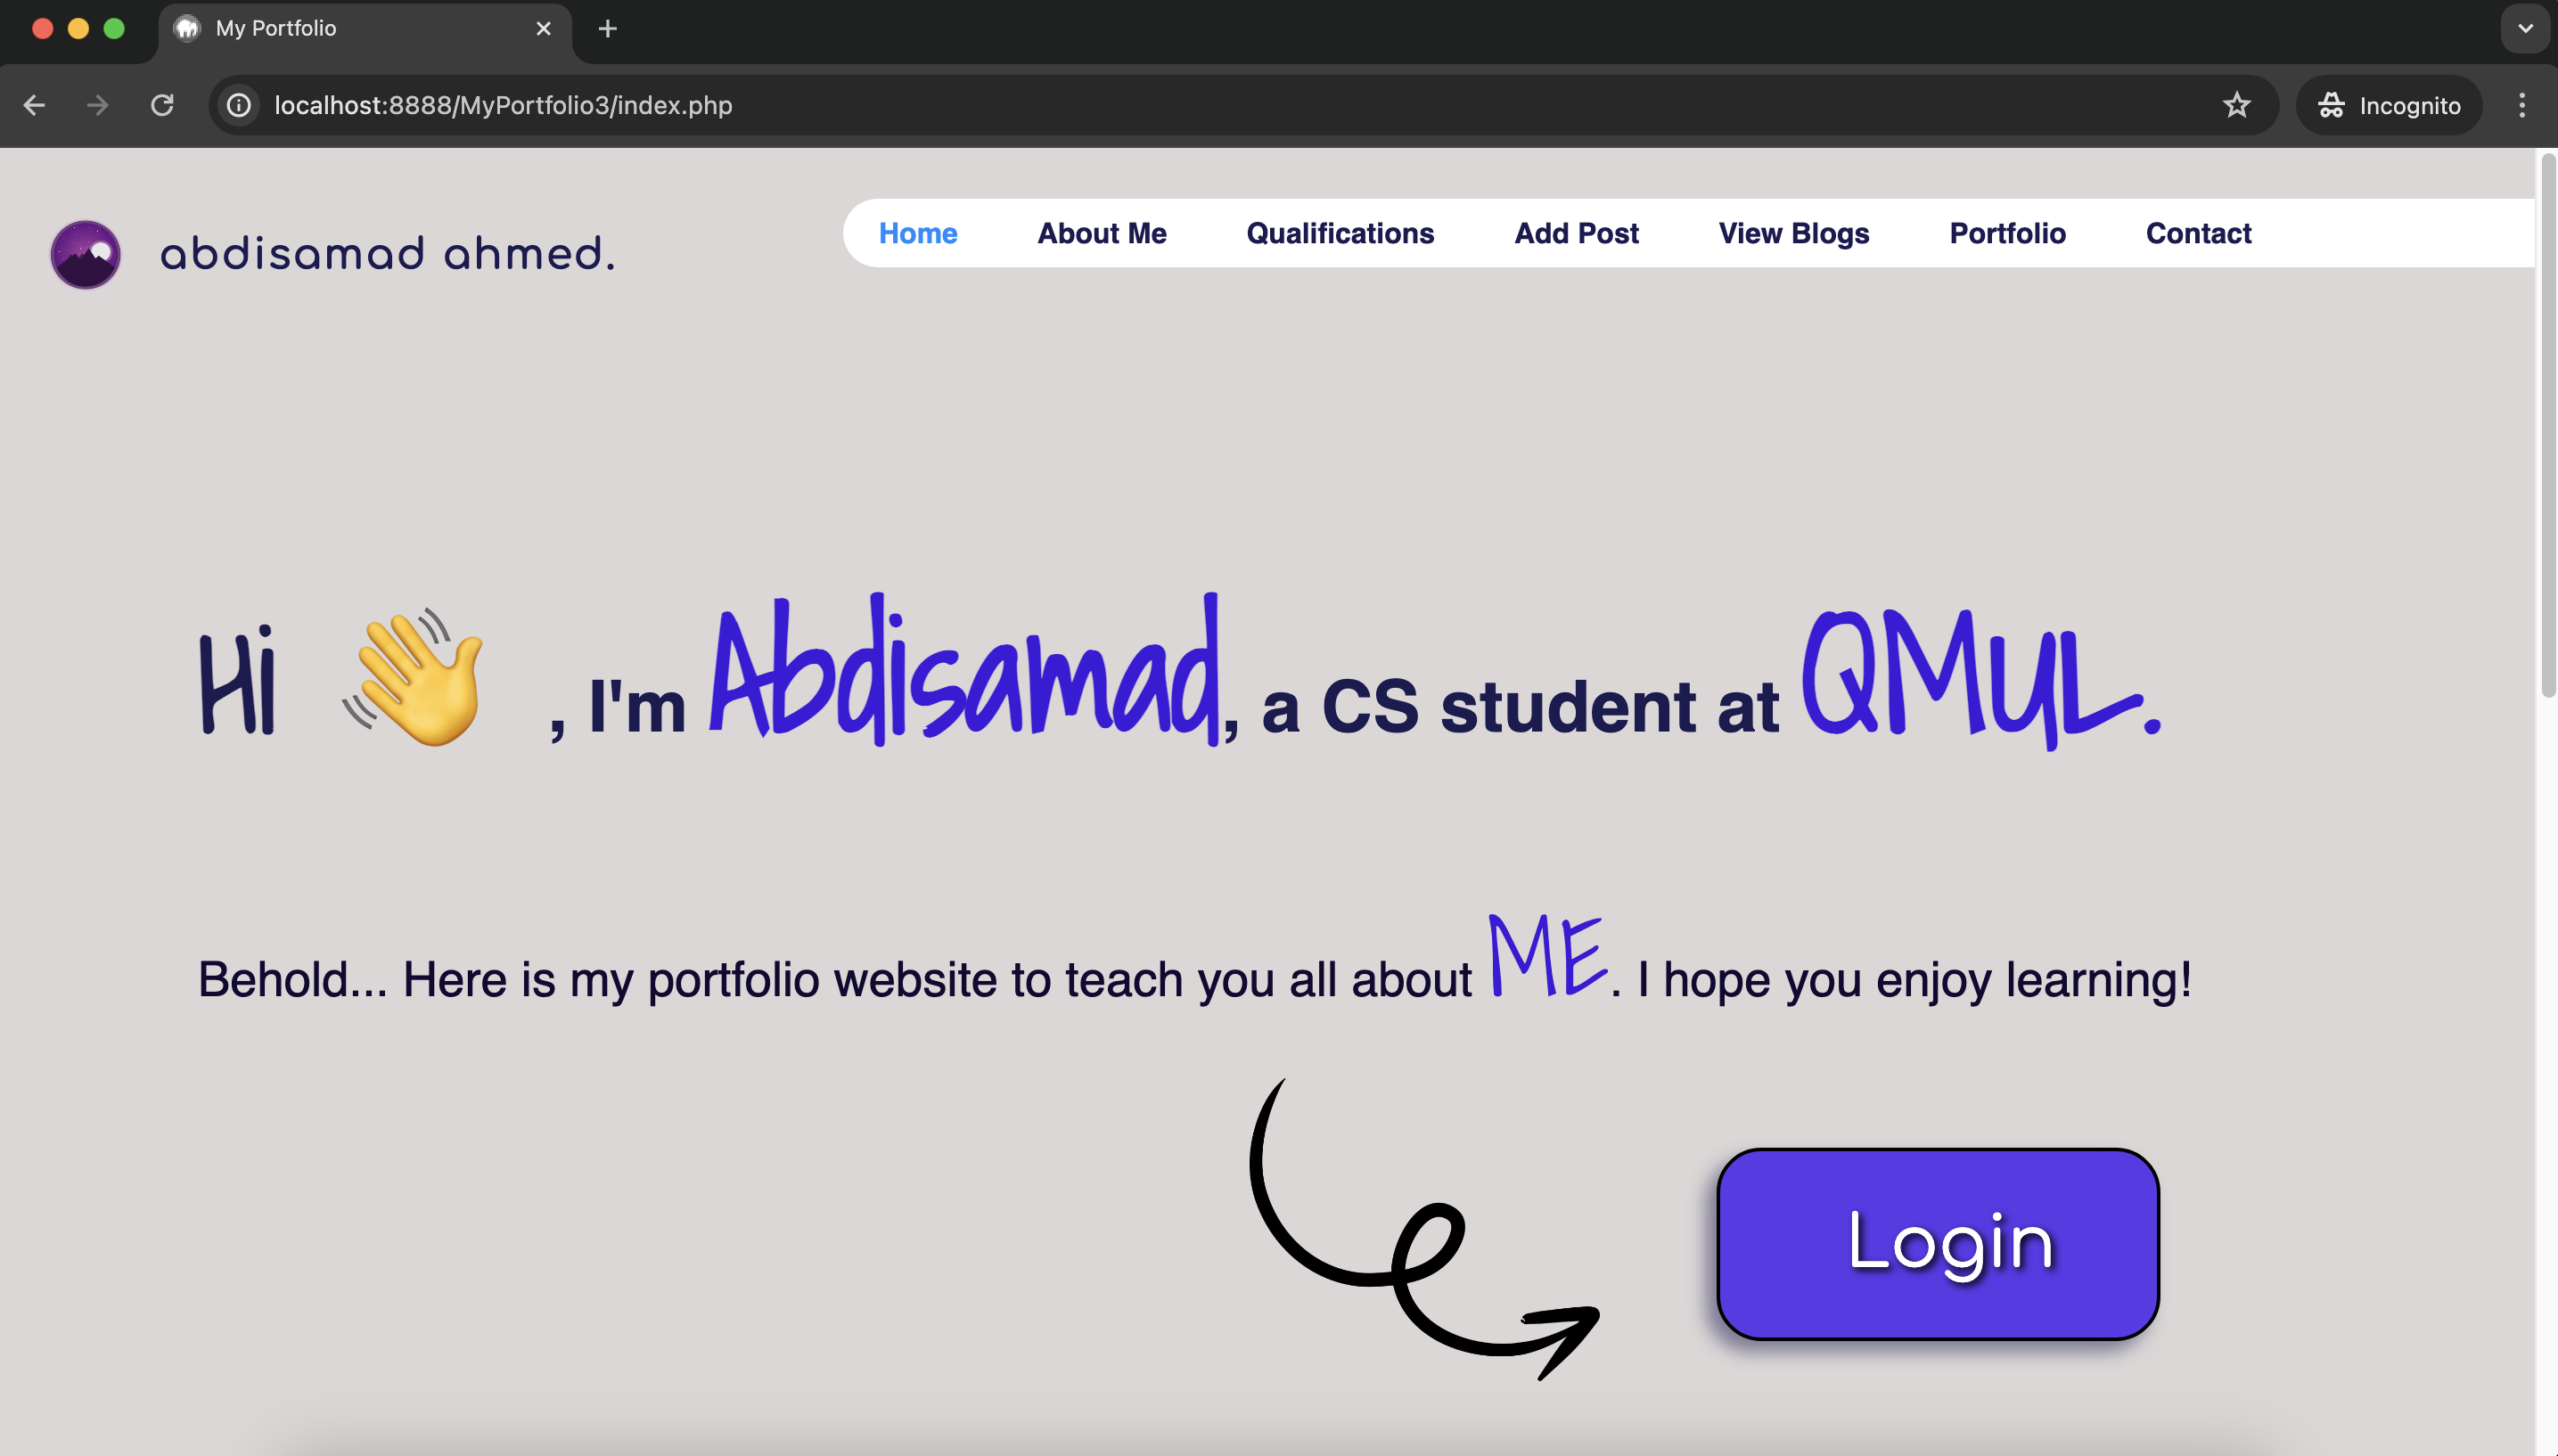 My Portfolio
localhost:8888/MyPortfolio3/index.php
Incognito
abdisamad ahmed.
Home About Me Qualifications Add Post View Blogs Portfolio Contact
Hi 👋 , I'm Abdisamad, a CS student at QMUL.
Behold... Here is my portfolio website to teach you all about ME. I hope you enjoy learning!
Login